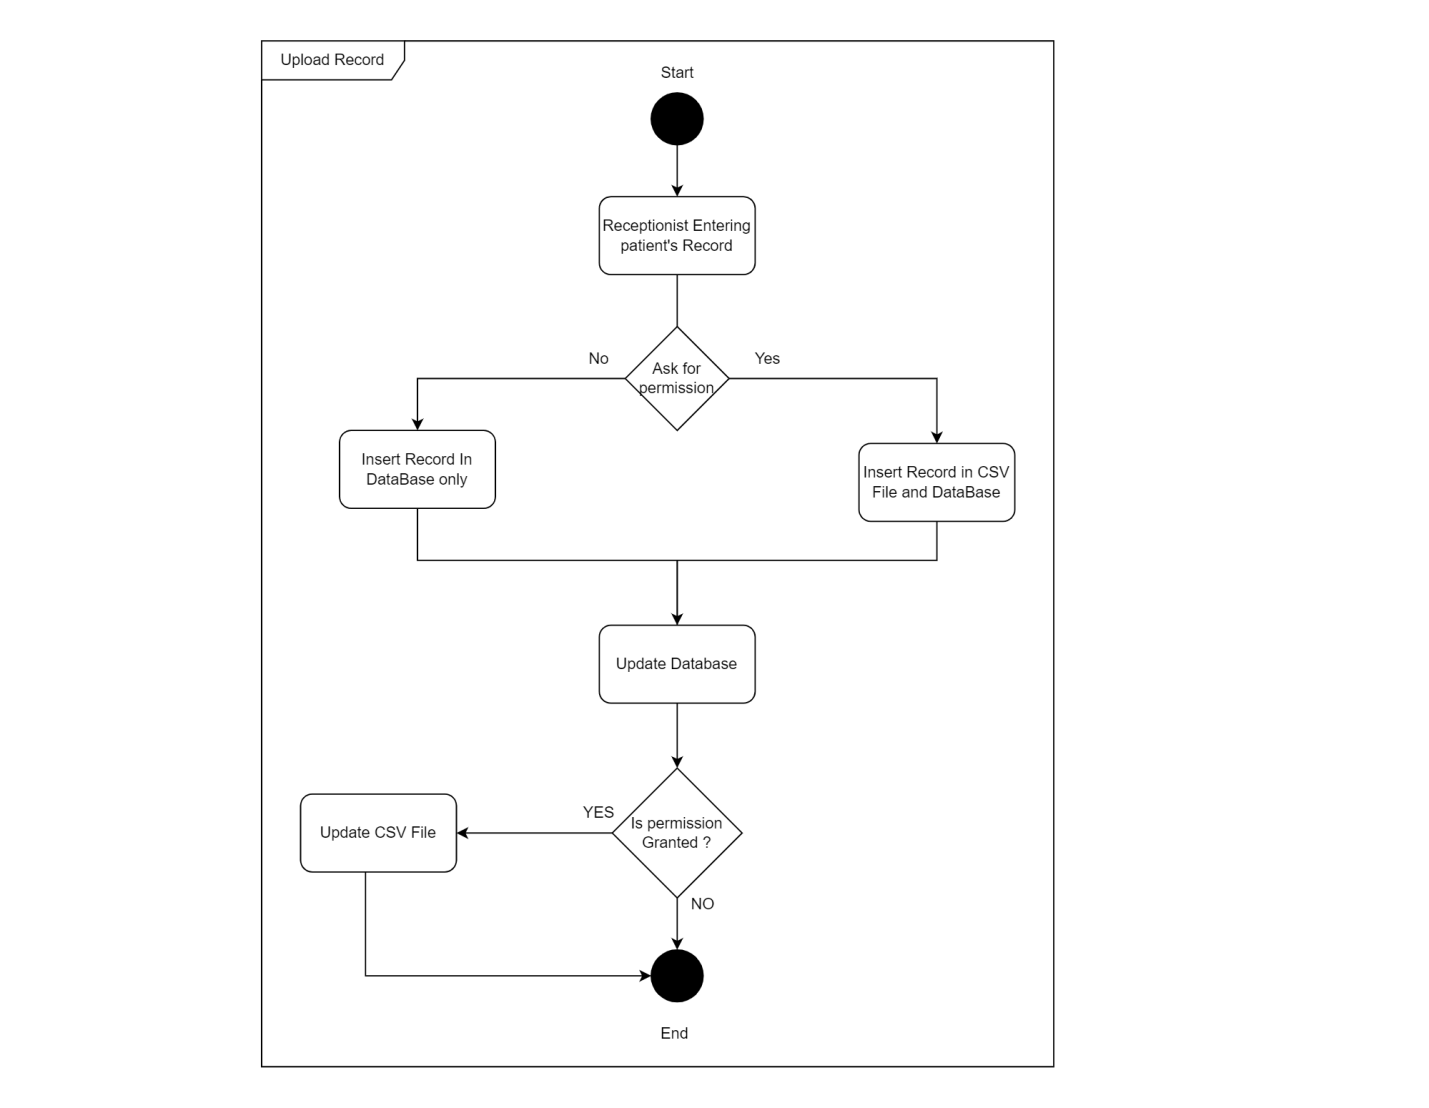 Upload Record
Start
Receptionist Entering
patient's Record
No
Yes
Ask for
permission
Insert Record In
DataBase only
Insert Record in CSV
File and DataBase
Update Database
YES
Update CSV File
Is permission
Granted ?
NO
End